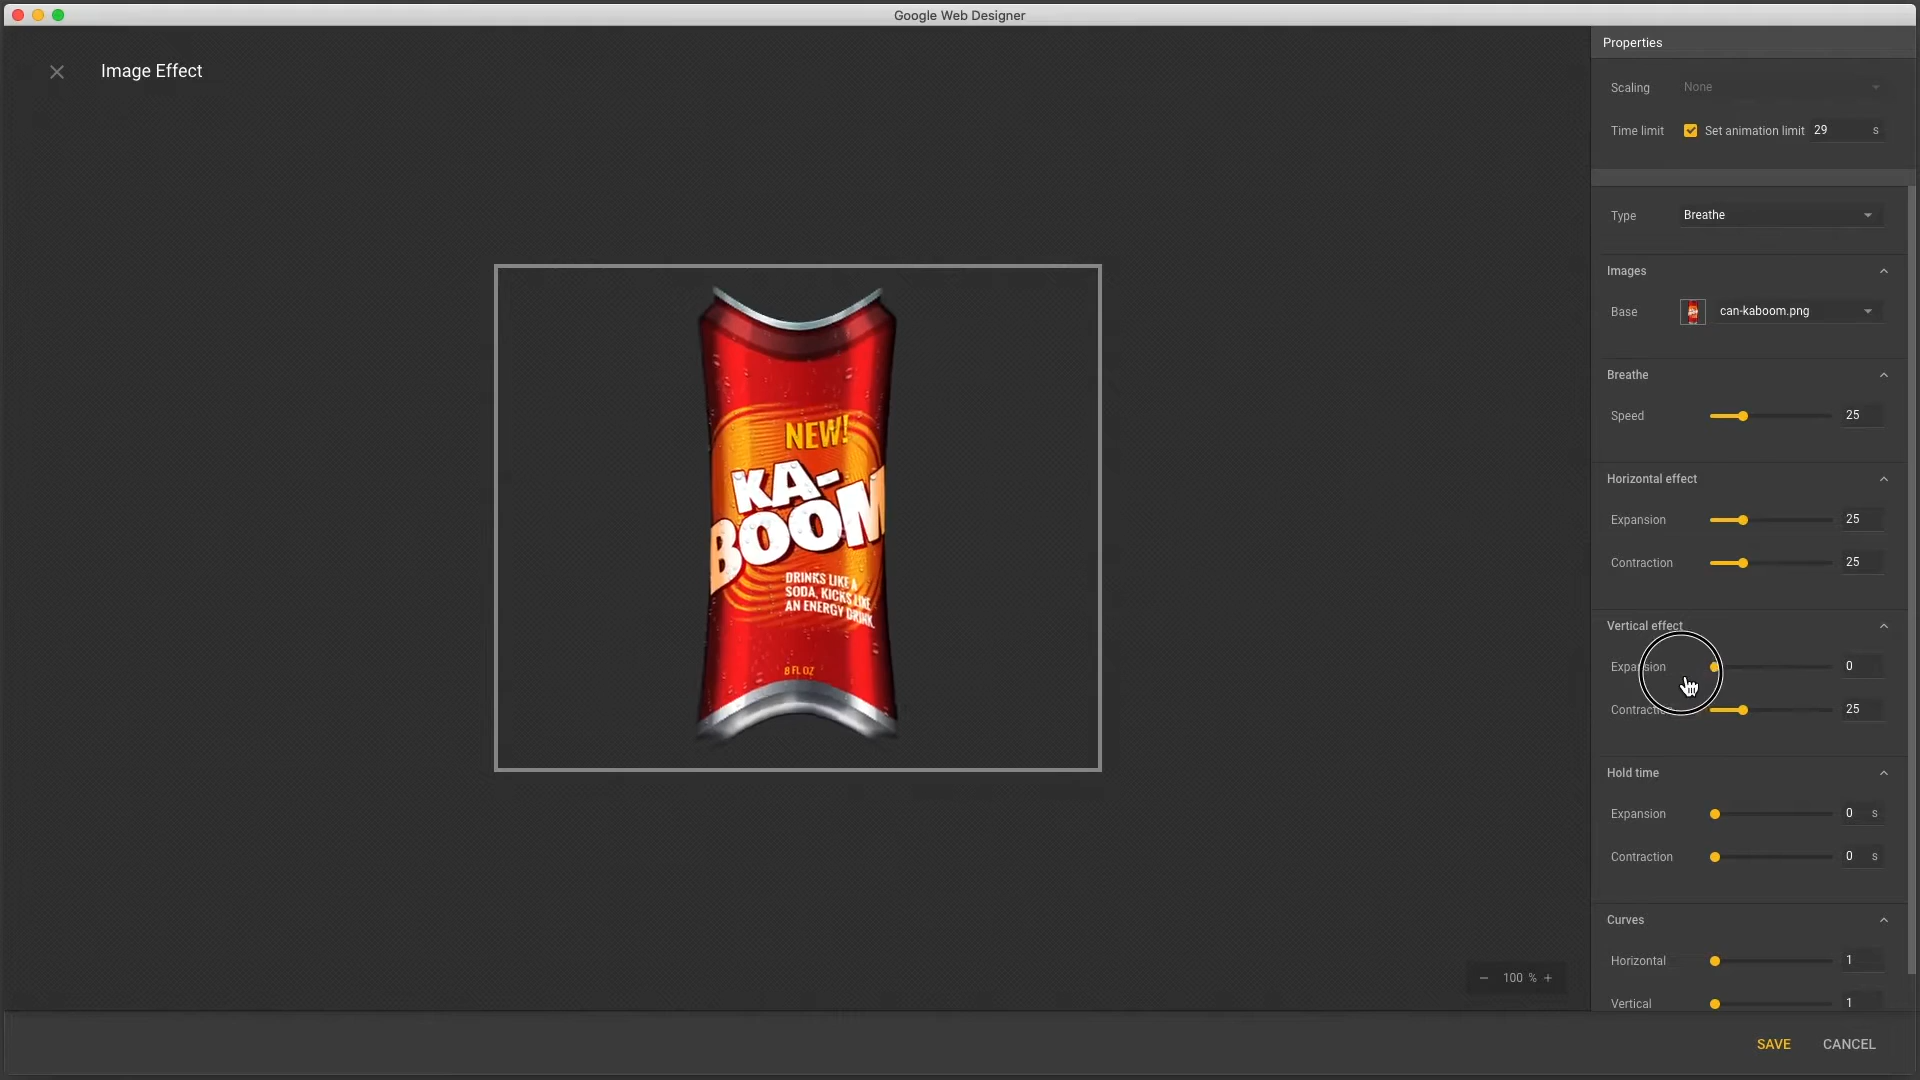 Google Web Designer
Image Effect
Properties
Scaling None
Time limit Set animation limit 29 s
Type Breathe
Images
Base can-kaboom.png
Breathe
Speed 25
Horizontal effect
Expansion 25
Contraction 25
Vertical effect
Expansion 0
Contraction 25
Hold time
Expansion 0 s
Contraction 0 s
Curves
Horizontal 1
Vertical 1
NEW!
KA-
BOOM
DRINKS LIKE A
SODA, KICKS LIKE
AN ENERGY DRINK.
8 FL OZ
− 100 % +
SAVE CANCEL